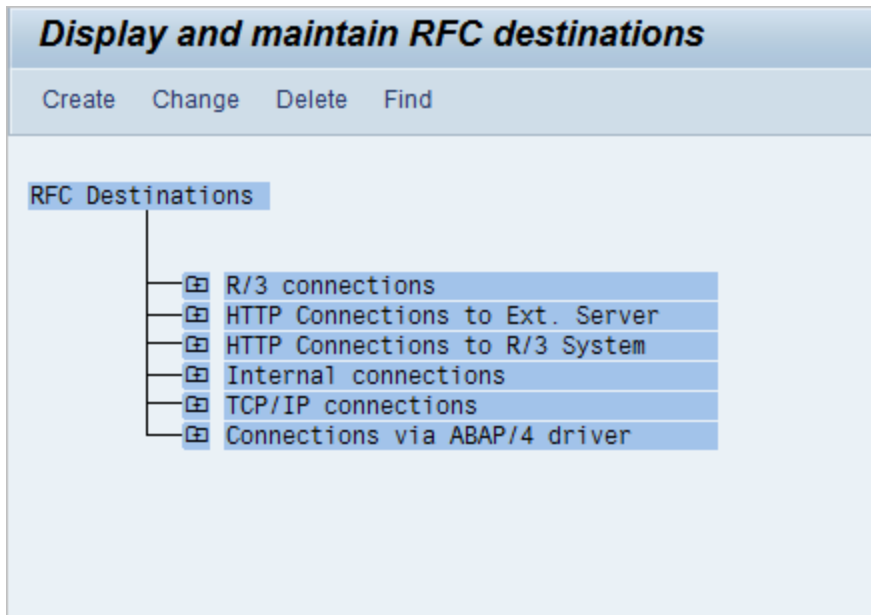 Display and maintain RFC destinations
Create Change Delete Find
RFC Destinations
R/3 connections
HTTP Connections to Ext. Server
HTTP Connections to R/3 System
Internal connections
TCP/IP connections
Connections via ABAP/4 driver